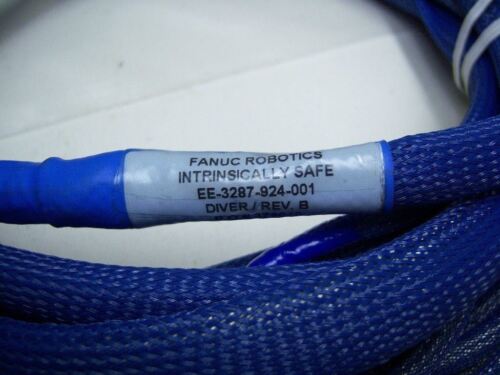 FANUC ROBOTICS
INTRINSICALLY SAFE
EE-3287-924-001
DIVER / REV. B